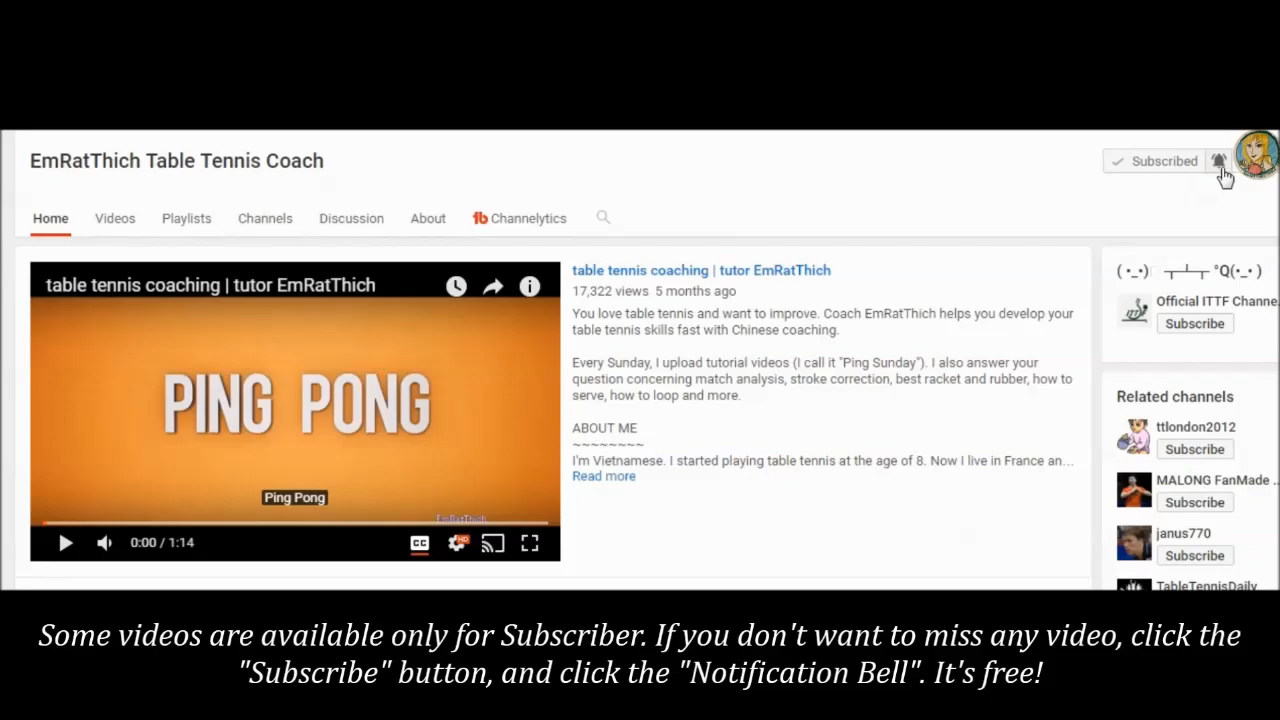 EmRatThich Table Tennis Coach
Subscribed
Home Videos Playlists Channels Discussion About Channelytics
table tennis coaching | tutor EmRatThich
PING PONG
Ping Pong
EmRatThich
0:00 / 1:14
CC HD
table tennis coaching | tutor EmRatThich
17,322 views 5 months ago
You love table tennis and want to improve. Coach EmRatThich helps you develop your
table tennis skills fast with Chinese coaching.
Every Sunday, I upload tutorial videos (I call it "Ping Sunday"). I also answer your
question concerning match analysis, stroke correction, best racket and rubber, how to
serve, how to loop and more.
ABOUT ME
~~~~~~~~
I'm Vietnamese. I started playing table tennis at the age of 8. Now I live in France an...
Read more
( •_•) ┬┴┬ °Q(•_• )
Official ITTF Channe
Subscribe
Related channels
ttlondon2012
Subscribe
MALONG FanMade ..
Subscribe
janus770
Subscribe
TableTennisDaily
Some videos are available only for Subscriber. If you don't want to miss any video, click the
"Subscribe" button, and click the "Notification Bell". It's free!